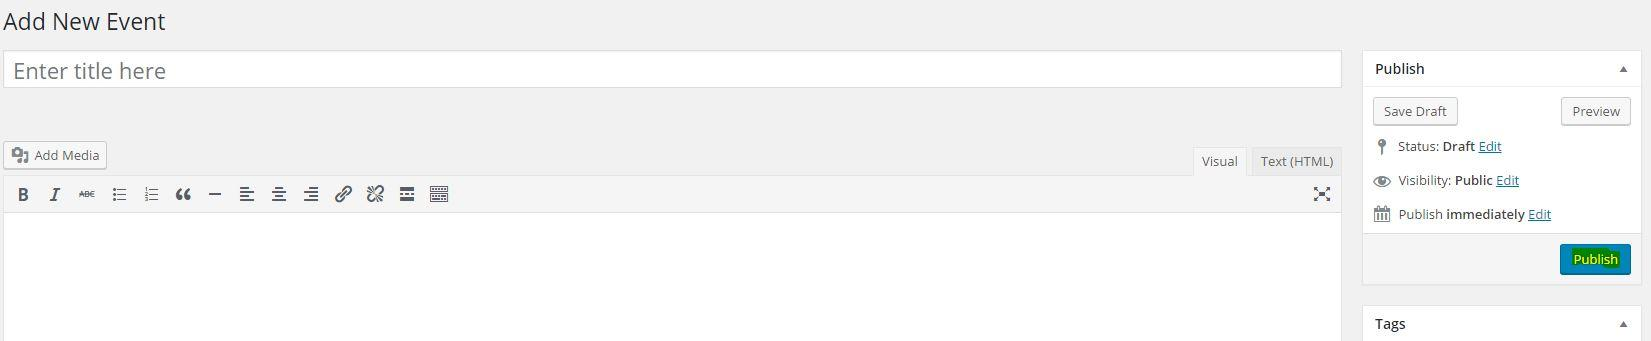 Add New Event
Enter title here
Add Media
Visual
Text (HTML)
B I ABC
Publish
Save Draft
Preview
Status: Draft Edit
Visibility: Public Edit
Publish immediately Edit
Publish
Tags